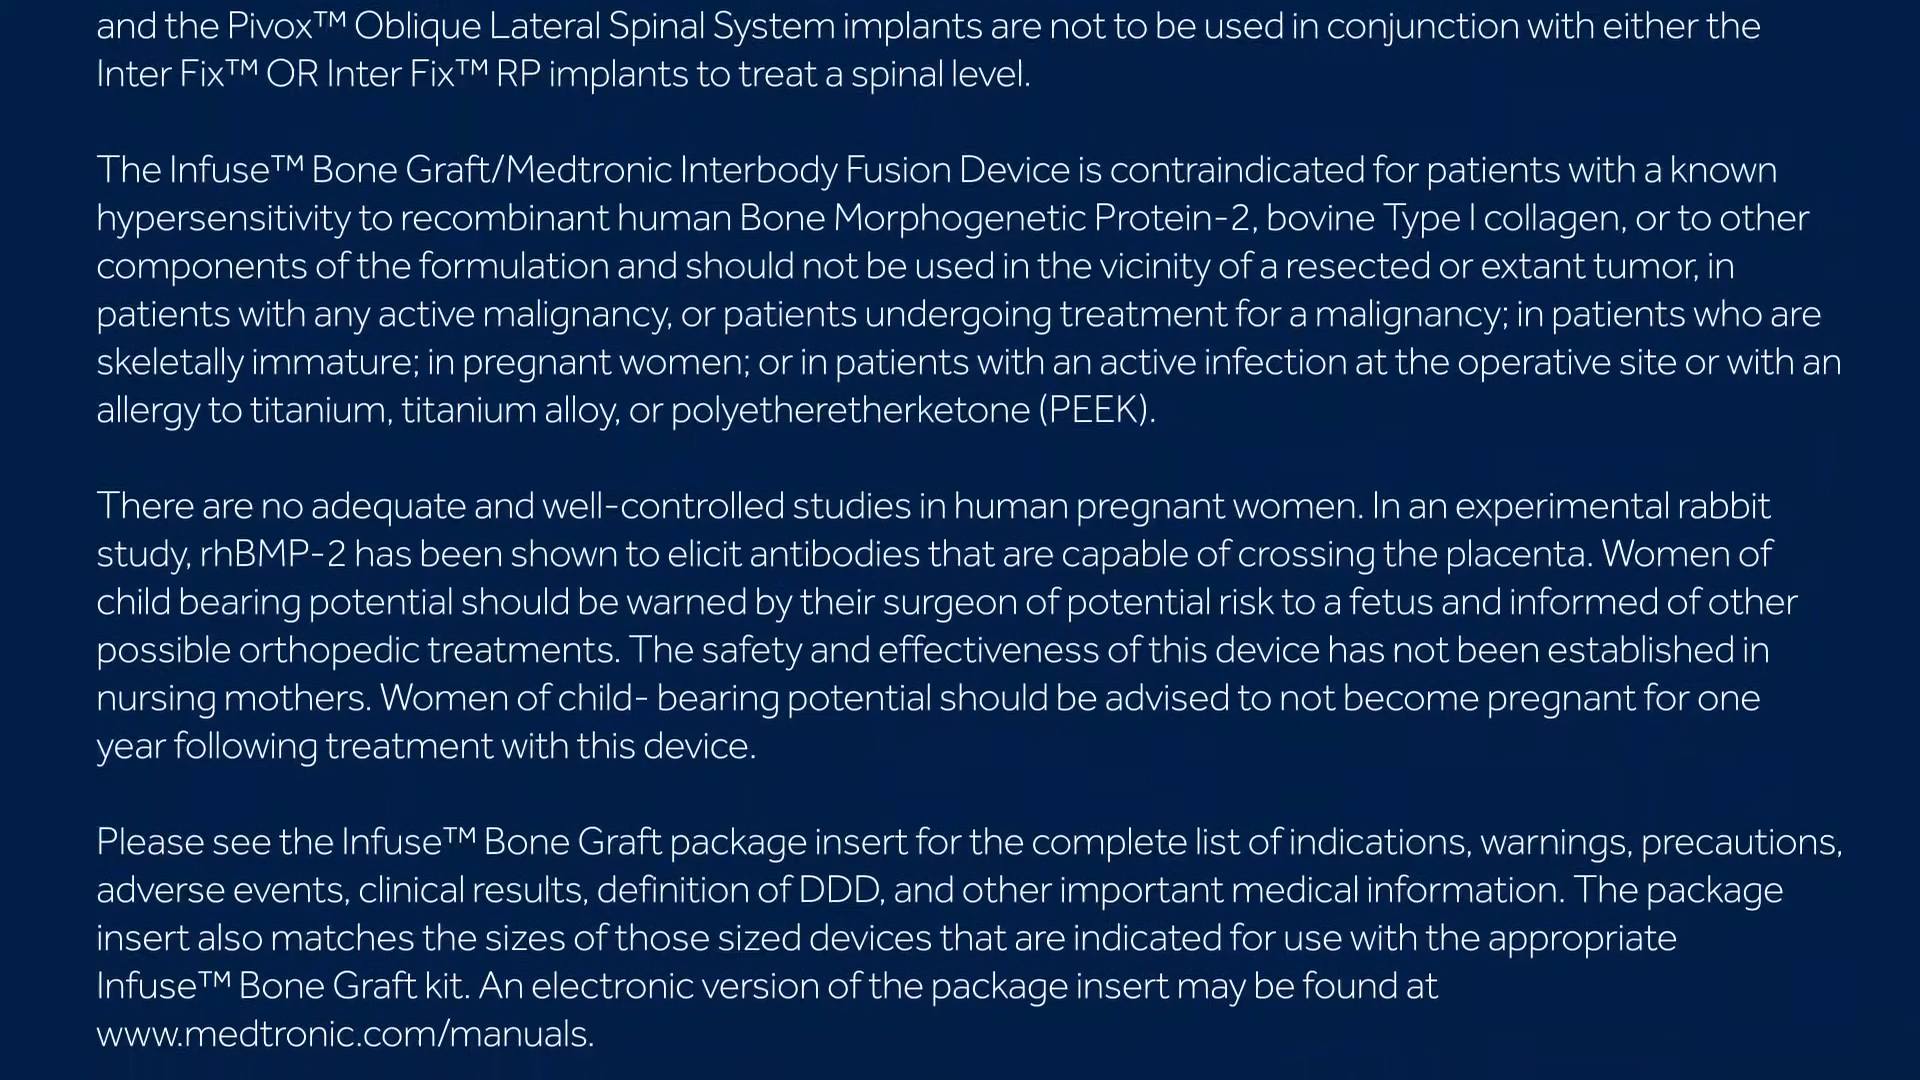 and the Pivox™ Oblique Lateral Spinal System implants are not to be used in conjunction with either the
Inter Fix™ OR Inter Fix™ RP implants to treat a spinal level.
The Infuse™ Bone Graft/Medtronic Interbody Fusion Device is contraindicated for patients with a known
hypersensitivity to recombinant human Bone Morphogenetic Protein-2, bovine Type I collagen, or to other
components of the formulation and should not be used in the vicinity of a resected or extant tumor, in
patients with any active malignancy, or patients undergoing treatment for a malignancy; in patients who are
skeletally immature; in pregnant women; or in patients with an active infection at the operative site or with an
allergy to titanium, titanium alloy, or polyetheretherketone (PEEK).
There are no adequate and well-controlled studies in human pregnant women. In an experimental rabbit
study, rhBMP-2 has been shown to elicit antibodies that are capable of crossing the placenta. Women of
child bearing potential should be warned by their surgeon of potential risk to a fetus and informed of other
possible orthopedic treatments. The safety and effectiveness of this device has not been established in
nursing mothers. Women of child- bearing potential should be advised to not become pregnant for one
year following treatment with this device.
Please see the Infuse™ Bone Graft package insert for the complete list of indications, warnings, precautions,
adverse events, clinical results, definition of DDD, and other important medical information. The package
insert also matches the sizes of those sized devices that are indicated for use with the appropriate
Infuse™ Bone Graft kit. An electronic version of the package insert may be found at
www.medtronic.com/manuals.